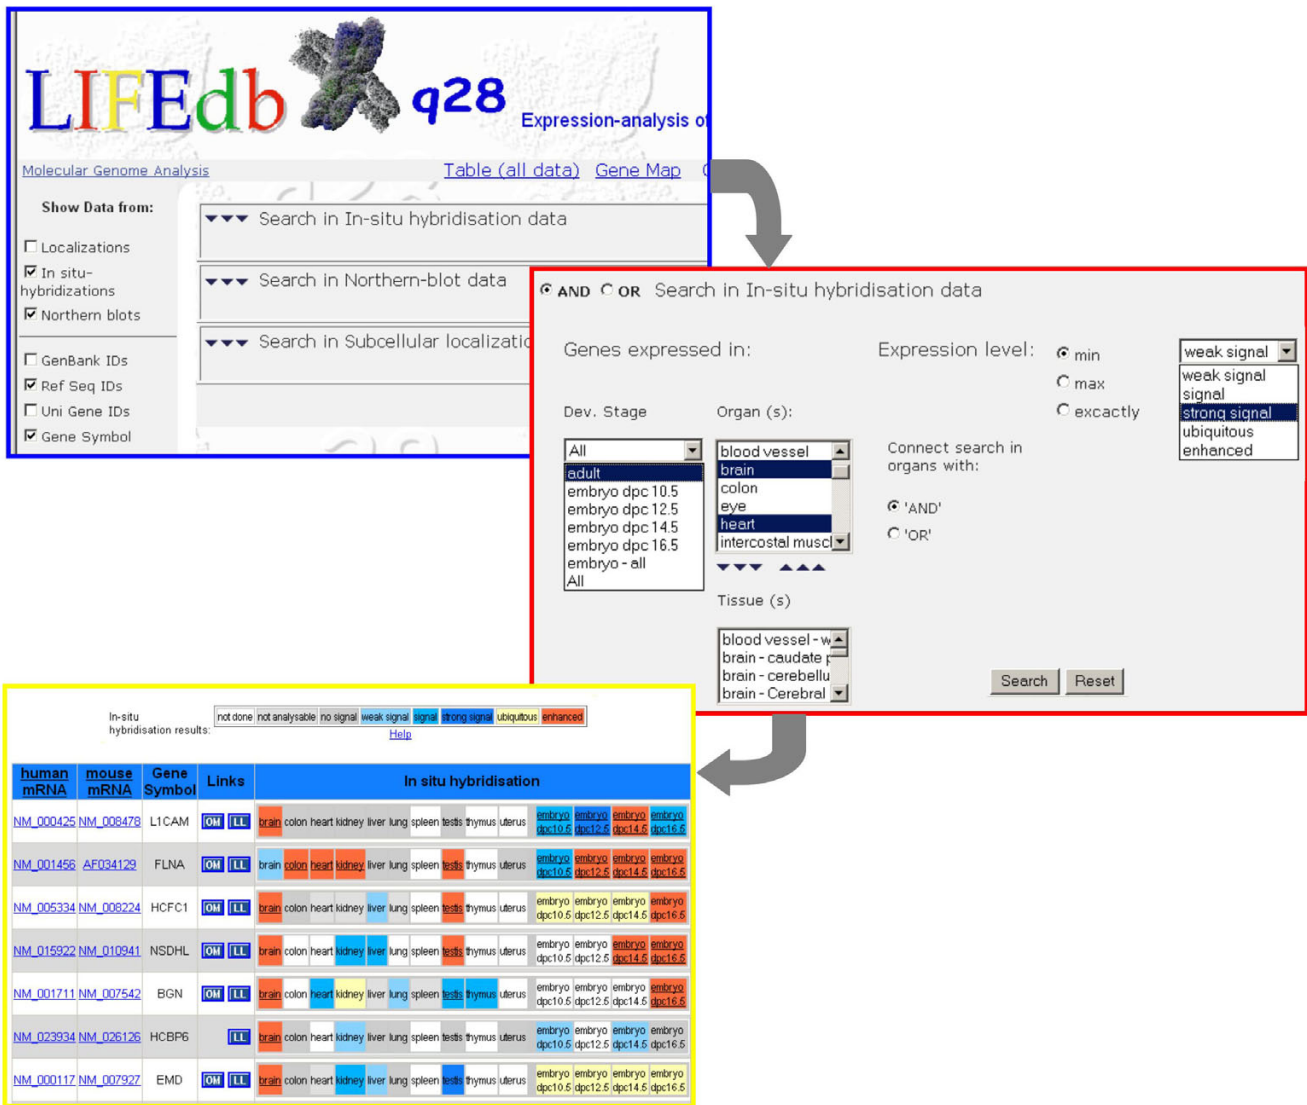 LIFEdb q28 Expression-analysis of
Molecular Genome Analysis
Table (all data) Gene Map
Show Data from:
Localizations
In situ-
hybridizations
Northern blots
GenBank IDs
Ref Seq IDs
Uni Gene IDs
Gene Symbol
Search in In-situ hybridisation data
Search in Northern-blot data
Search in Subcellular localizatio
AND OR Search in In-situ hybridisation data
Genes expressed in:
Dev. Stage
All
adult
embryo dpc 10.5
embryo dpc 12.5
embryo dpc 14.5
embryo dpc 16.5
embryo - all
All
Organ (s):
blood vessel
brain
colon
eye
heart
intercostal muscl
Tissue (s)
blood vessel - w
brain - caudate p
brain - cerebellu
brain - Cerebral
Expression level:
min
max
excactly
weak signal
weak signal
signal
strong signal
ubiquitous
enhanced
Connect search in
organs with:
'AND'
'OR'
Search Reset
In-situ
hybridisation results:
not done not analysable no signal weak signal signal strong signal ubiquitous enhanced
Help
human mRNA mouse mRNA Gene Symbol Links In situ hybridisation
NM_000425 NM_008478 L1CAM OM LL brain colon heart kidney liver lung spleen testis thymus uterus embryo dpc10.5 embryo dpc12.5 embryo dpc14.5 embryo dpc16.5
NM_001456 AF034129 FLNA OM LL brain colon heart kidney liver lung spleen testis thymus uterus embryo dpc10.5 embryo dpc12.5 embryo dpc14.5 embryo dpc16.5
NM_005334 NM_008224 HCFC1 OM LL brain colon heart kidney liver lung spleen testis thymus uterus embryo dpc10.5 embryo dpc12.5 embryo dpc14.5 embryo dpc16.5
NM_015922 NM_010941 NSDHL OM LL brain colon heart kidney liver lung spleen testis thymus uterus embryo dpc10.5 embryo dpc12.5 embryo dpc14.5 embryo dpc16.5
NM_001711 NM_007542 BGN OM LL brain colon heart kidney liver lung spleen testis thymus uterus embryo dpc10.5 embryo dpc12.5 embryo dpc14.5 embryo dpc16.5
NM_023934 NM_026126 HCBP6 LL brain colon heart kidney liver lung spleen testis thymus uterus embryo dpc10.5 embryo dpc12.5 embryo dpc14.5 embryo dpc16.5
NM_000117 NM_007927 EMD OM LL brain colon heart kidney liver lung spleen testis thymus uterus embryo dpc10.5 embryo dpc12.5 embryo dpc14.5 embryo dpc16.5